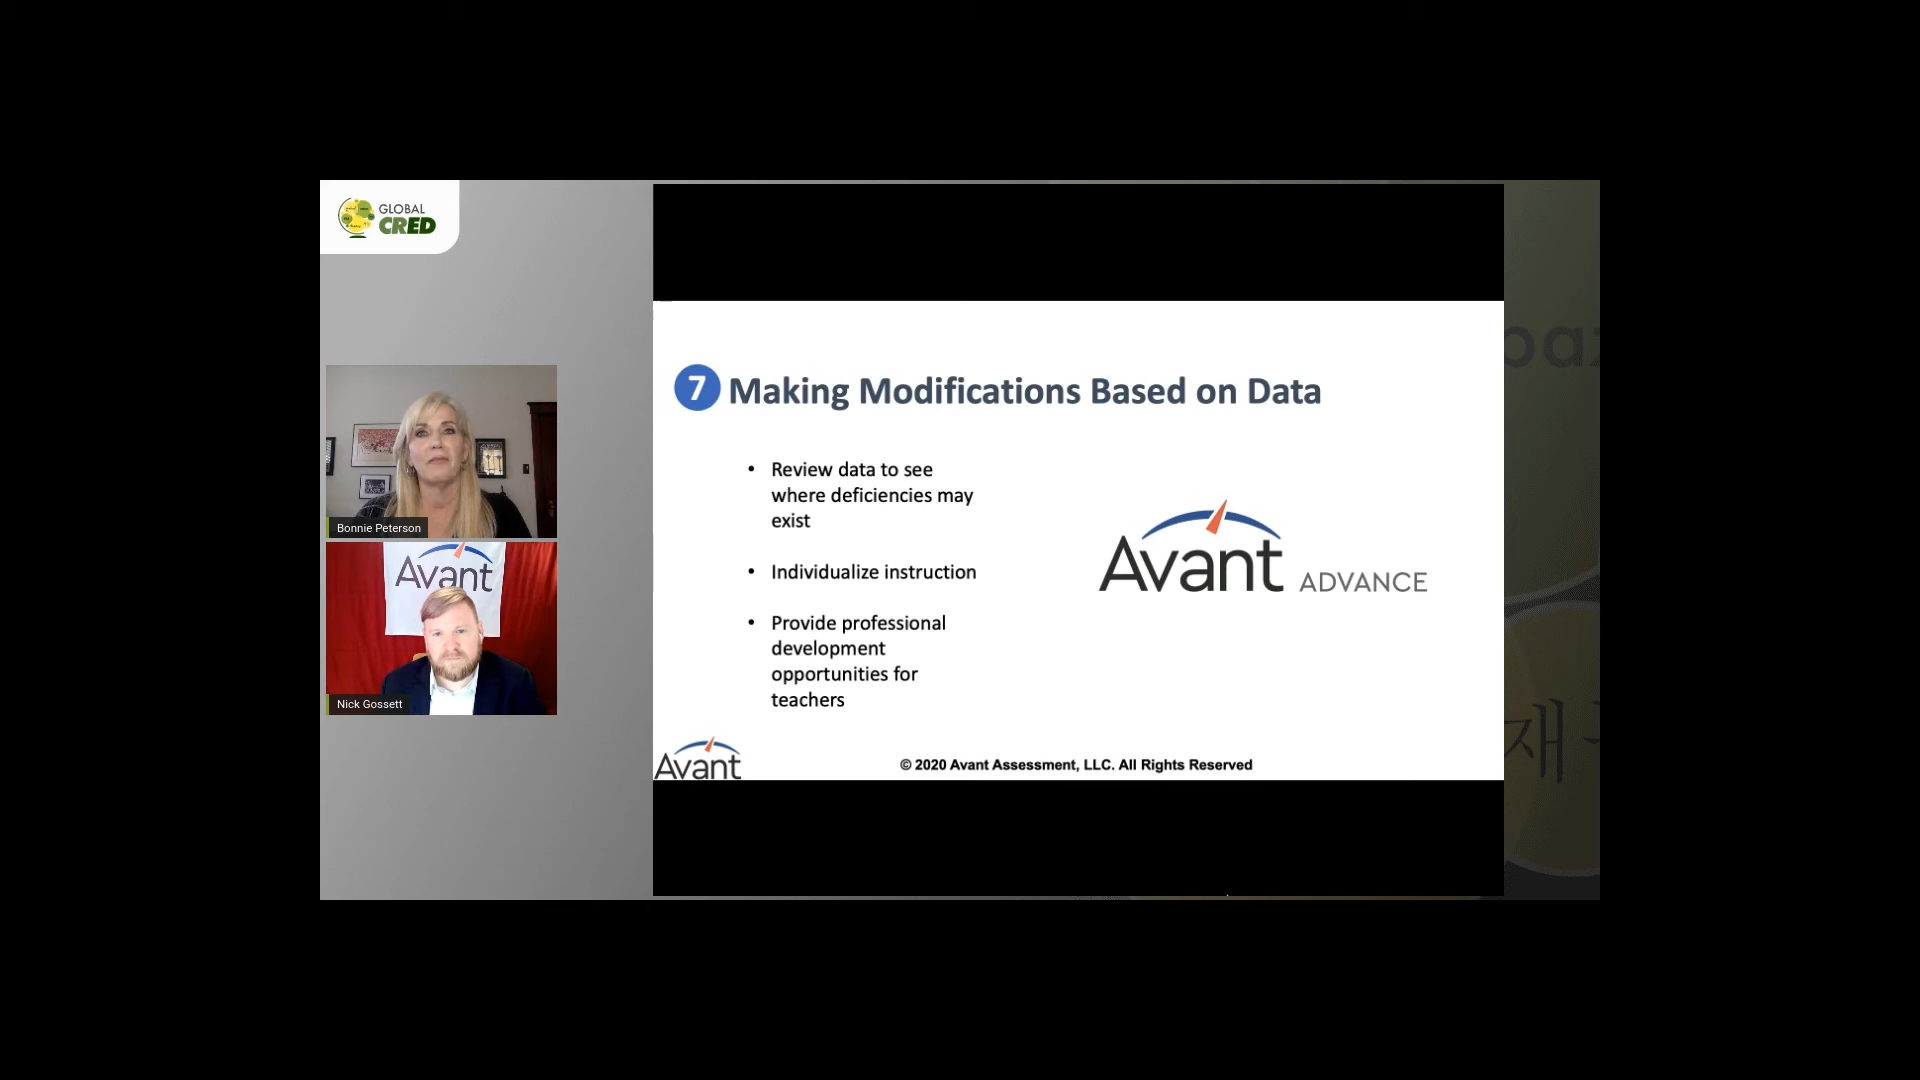 GLOBAL
CRED
7 Making Modifications Based on Data
• Review data to see
where deficiencies may
exist
• Individualize instruction
• Provide professional
development
opportunities for
teachers
Avant ADVANCE
Bonnie Peterson
Avant
Nick Gossett
Avant
© 2020 Avant Assessment, LLC. All Rights Reserved
재